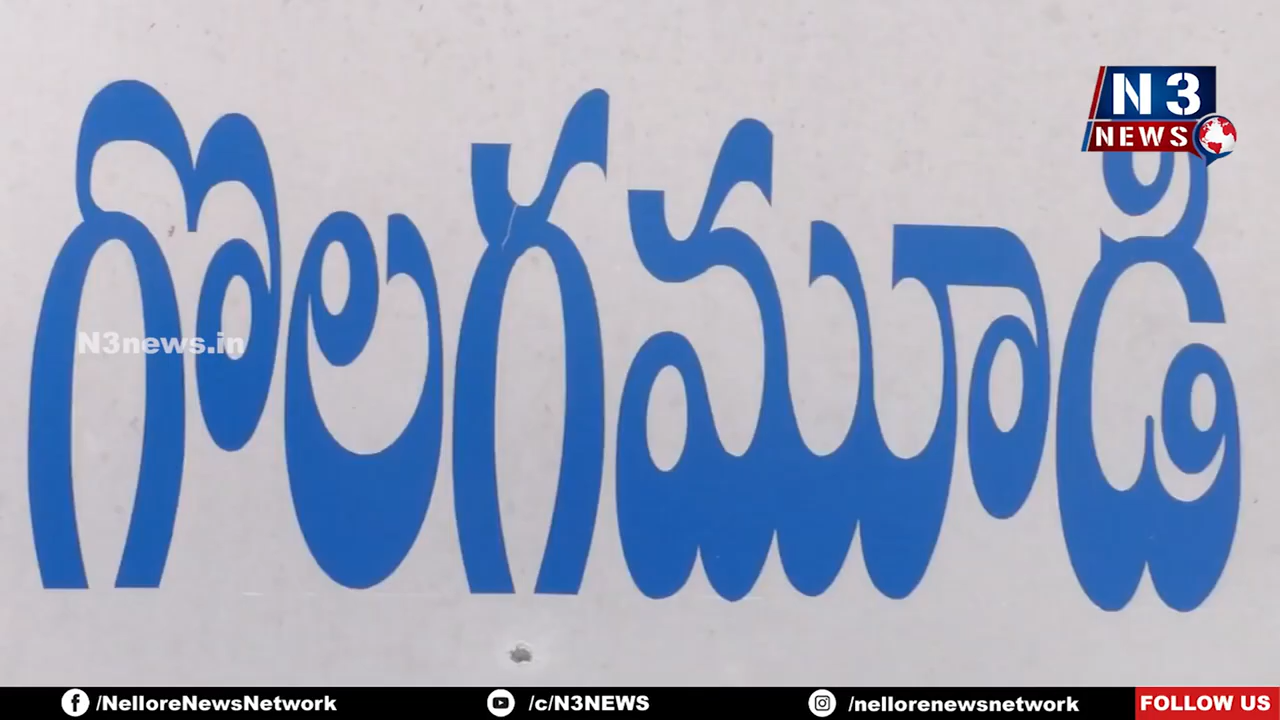 గొలగమూడి
N3
NEWS
N3news.in
/NelloreNewsNetwork
/c/N3NEWS
/nellorenewsnetwork
FOLLOW US